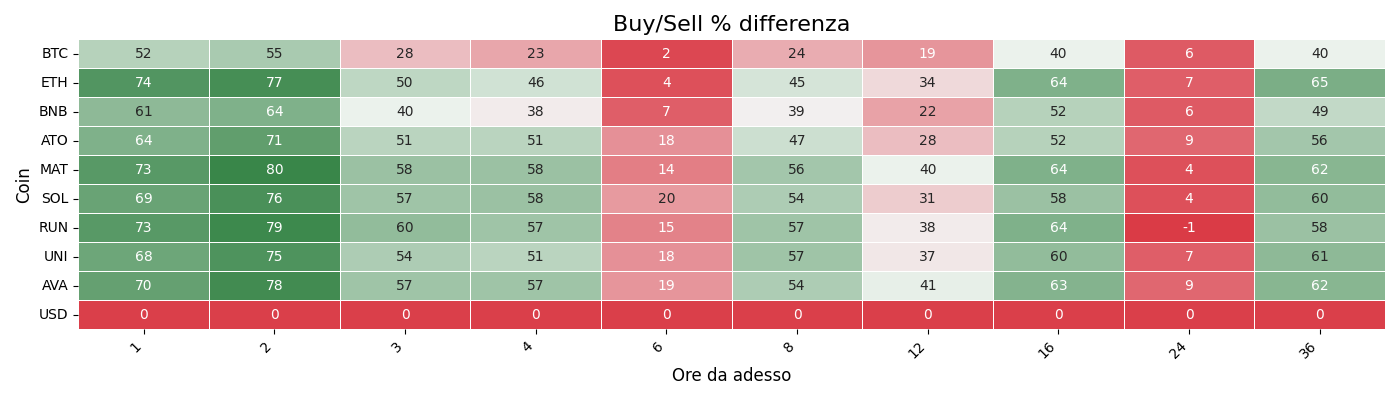 Buy/Sell % differenza
Coin
BTC 52 55 28 23 2 24 19 40 6 40
ETH 74 77 50 46 4 45 34 64 7 65
BNB 61 64 40 38 7 39 22 52 6 49
ATO 64 71 51 51 18 47 28 52 9 56
MAT 73 80 58 58 14 56 40 64 4 62
SOL 69 76 57 58 20 54 31 58 4 60
RUN 73 79 60 57 15 57 38 64 -1 58
UNI 68 75 54 51 18 57 37 60 7 61
AVA 70 78 57 57 19 54 41 63 9 62
USD 0 0 0 0 0 0 0 0 0 0
1 2 3 4 6 8 12 16 24 36
Ore da adesso